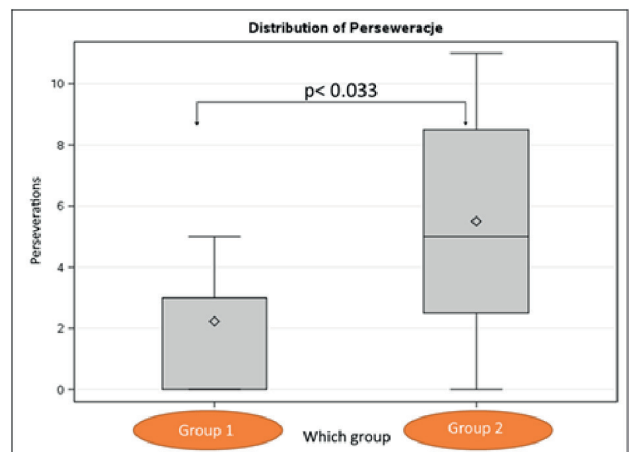 Distribution of Perseweracje
p< 0.033
Perseverations
10
8
6
4
2
0
Group 1
Which group
Group 2